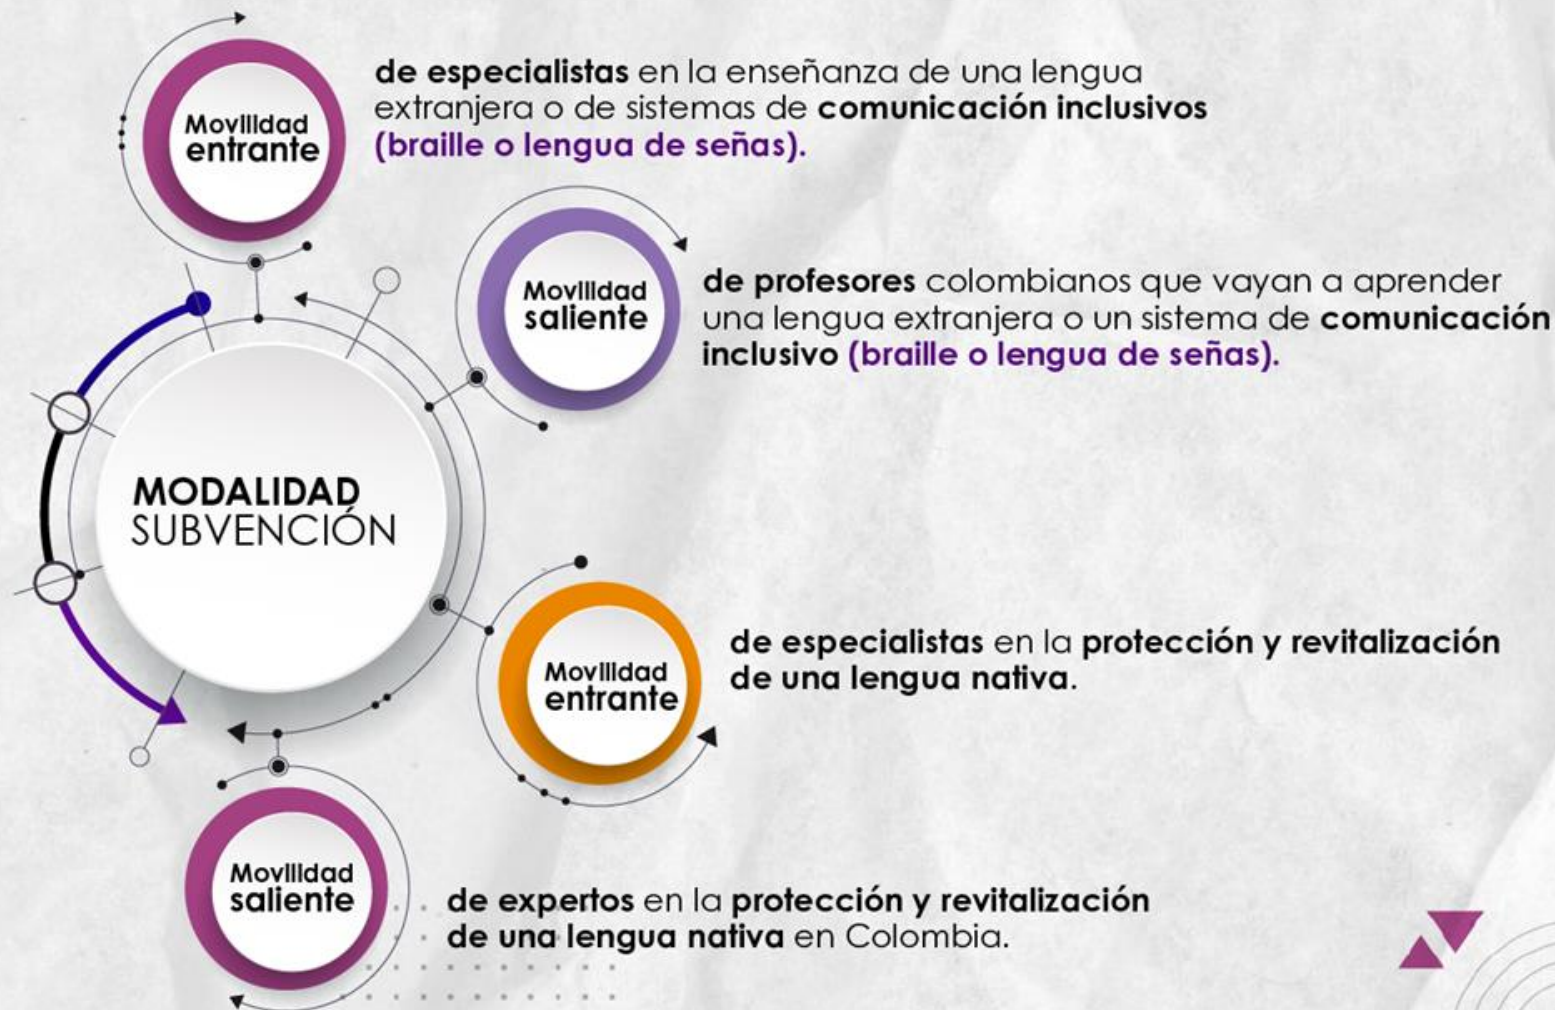 Movilidad
entrante
de especialistas en la enseñanza de una lengua
extranjera o de sistemas de comunicación inclusivos
(braille o lengua de señas).
Movilidad
saliente
de profesores colombianos que vayan a aprender
una lengua extranjera o un sistema de comunicación
inclusivo (braille o lengua de señas).
MODALIDAD
SUBVENCIÓN
Movilidad
entrante
de especialistas en la protección y revitalización
de una lengua nativa.
Movilidad
saliente
de expertos en la protección y revitalización
de una lengua nativa en Colombia.